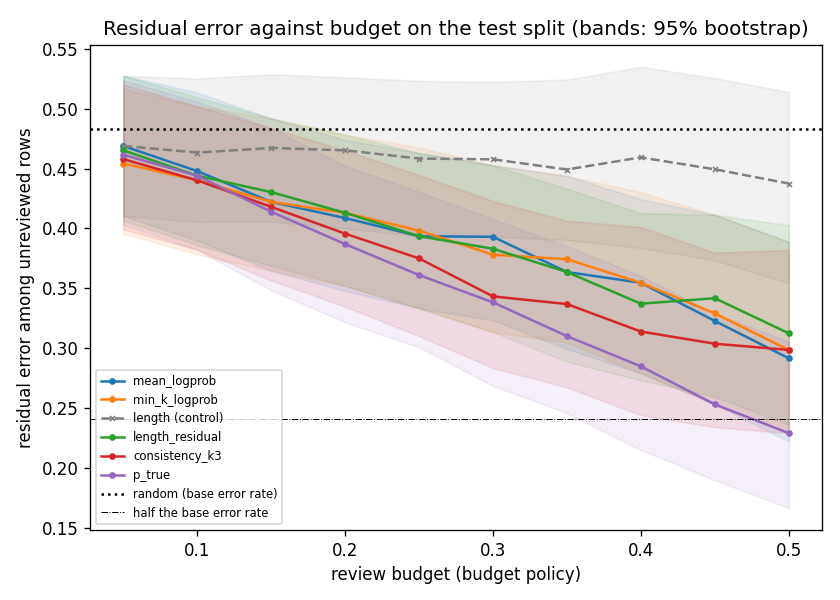 Residual error against budget on the test split (bands: 95% bootstrap)
residual error among unreviewed rows
0.55
0.50
0.45
0.40
0.35
0.30
0.25
0.20
0.15
mean_logprob
min_k_logprob
length (control)
length_residual
consistency_k3
p_true
random (base error rate)
half the base error rate
0.1 0.2 0.3 0.4 0.5
review budget (budget policy)